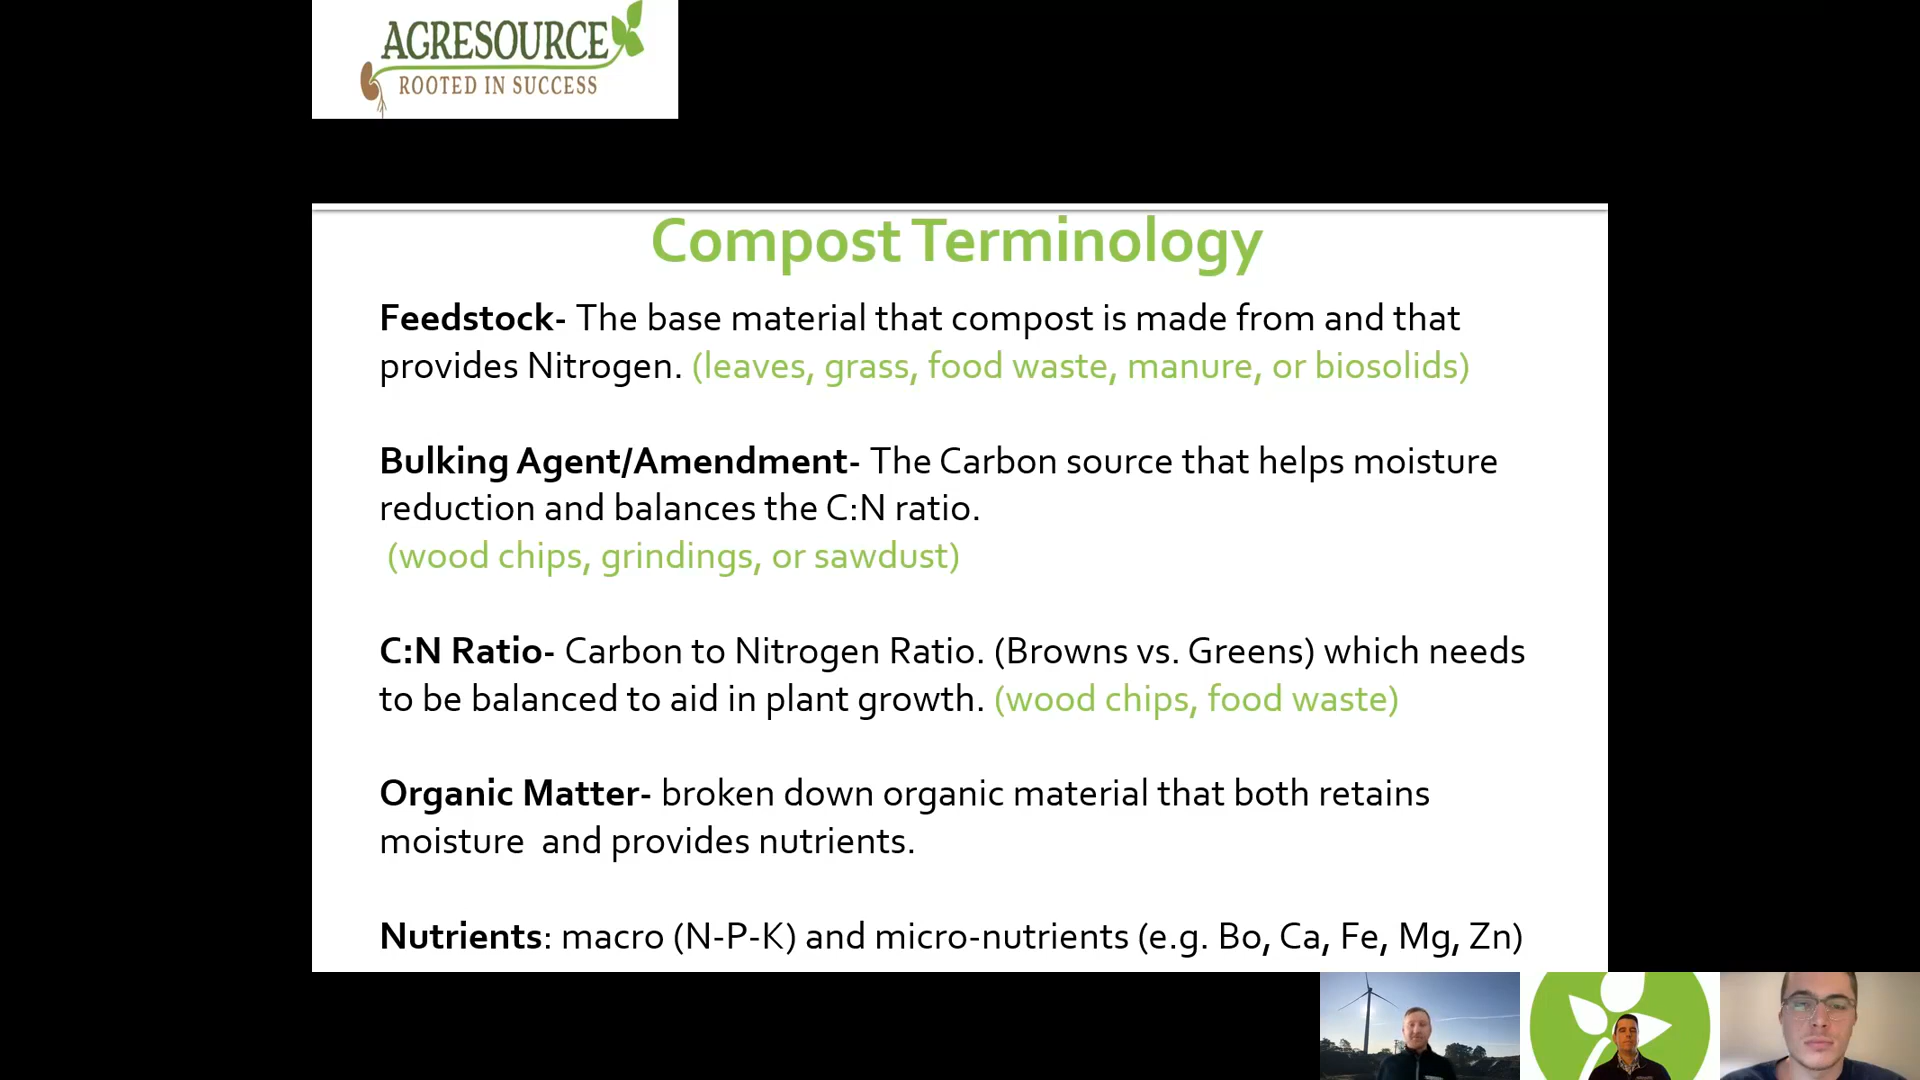 AGRESOURCE
ROOTED IN SUCCESS
Compost Terminology
Feedstock- The base material that compost is made from and that
provides Nitrogen. (leaves, grass, food waste, manure, or biosolids)
Bulking Agent/Amendment- The Carbon source that helps moisture
reduction and balances the C:N ratio.
(wood chips, grindings, or sawdust)
C:N Ratio- Carbon to Nitrogen Ratio. (Browns vs. Greens) which needs
to be balanced to aid in plant growth. (wood chips, food waste)
Organic Matter- broken down organic material that both retains
moisture  and provides nutrients.
Nutrients: macro (N-P-K) and micro-nutrients (e.g. Bo, Ca, Fe, Mg, Zn)